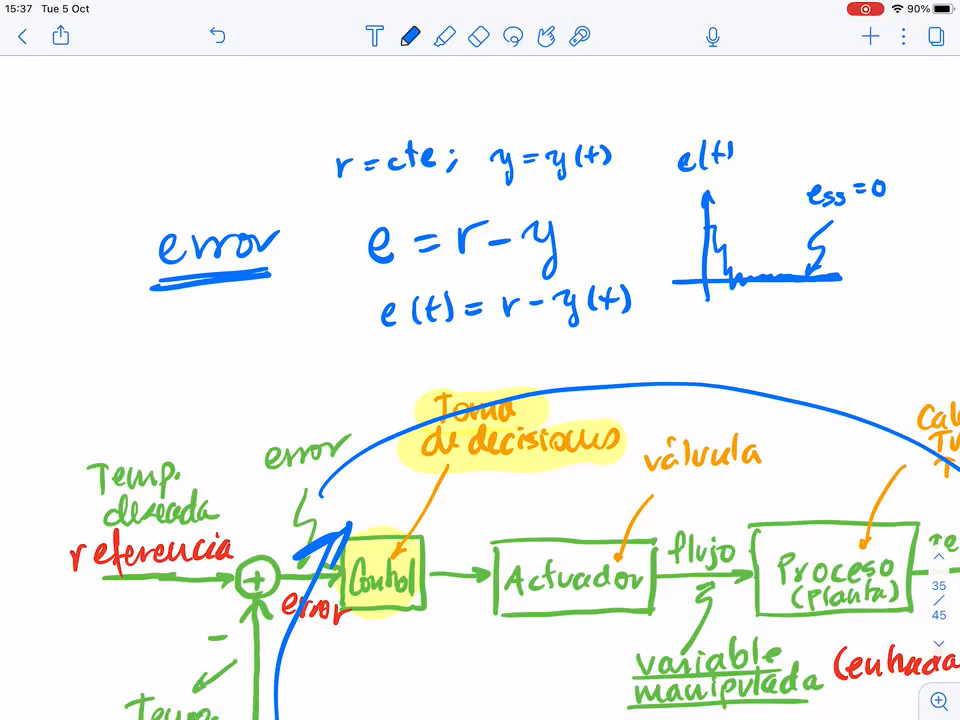 15:37 Tue 5 Oct
90%
r = cte; y = y(t)
e(t)
ess = 0
error
e = r - y
e(t) = r - y(t)
Toma
de decisiones
error
válvula
Temp.
deseada
referencia
+
Control
Actuador
flujo
Proceso
(planta)
error
-
variable
manipulada
35
/
45